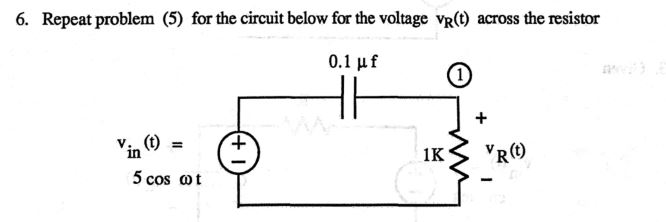 6. Repeat problem (5) for the circuit below for the voltage vR(t) across the resistor
0.1 μf
1
+
vin(t) =
+
1K
vR(t)
5 cos ωt
−
−